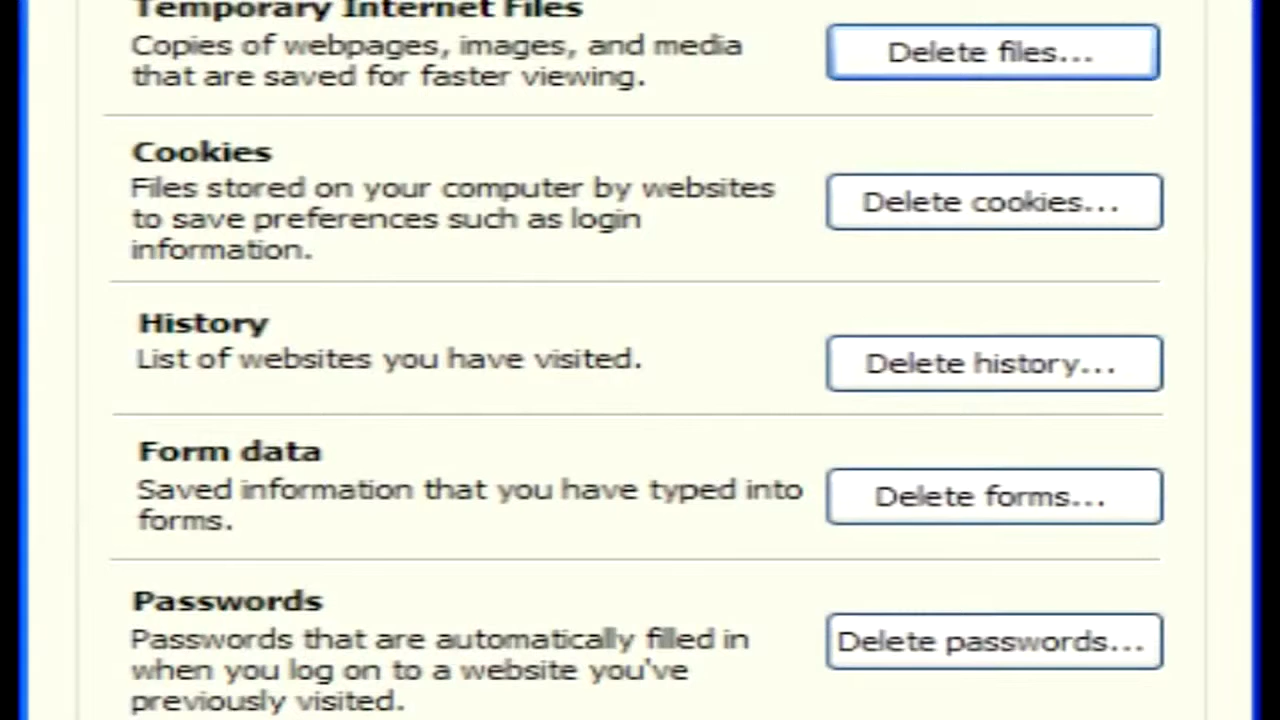 Temporary Internet Files
Copies of webpages, images, and media
that are saved for faster viewing.
Delete files...
Cookies
Files stored on your computer by websites
to save preferences such as login
information.
Delete cookies...
History
List of websites you have visited.
Delete history...
Form data
Saved information that you have typed into
forms.
Delete forms...
Passwords
Passwords that are automatically filled in
when you log on to a website you've
previously visited.
Delete passwords...